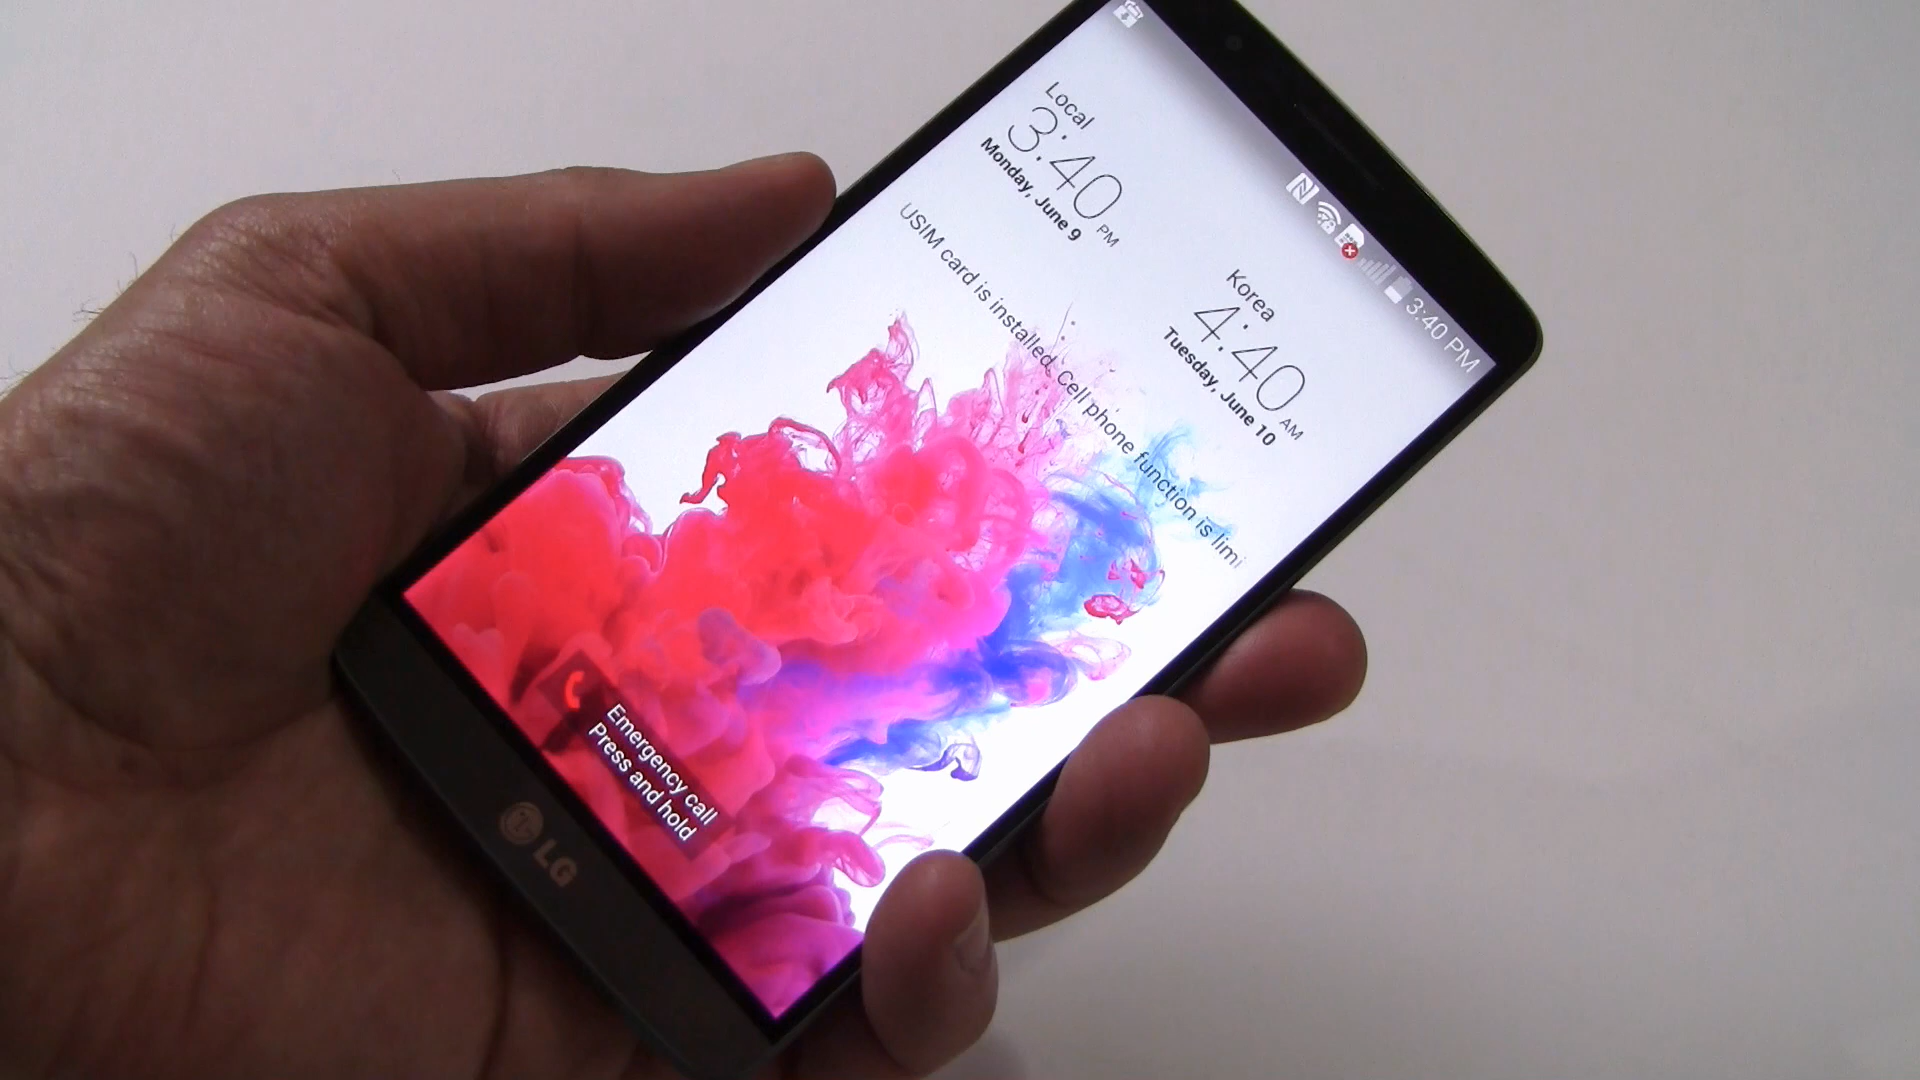 3:40 PM
Local
3:40 PM
Monday, June 9
Korea
4:40 AM
Tuesday, June 10
USIM card is installed. Cell phone function is limi
Emergency call
Press and hold
LG